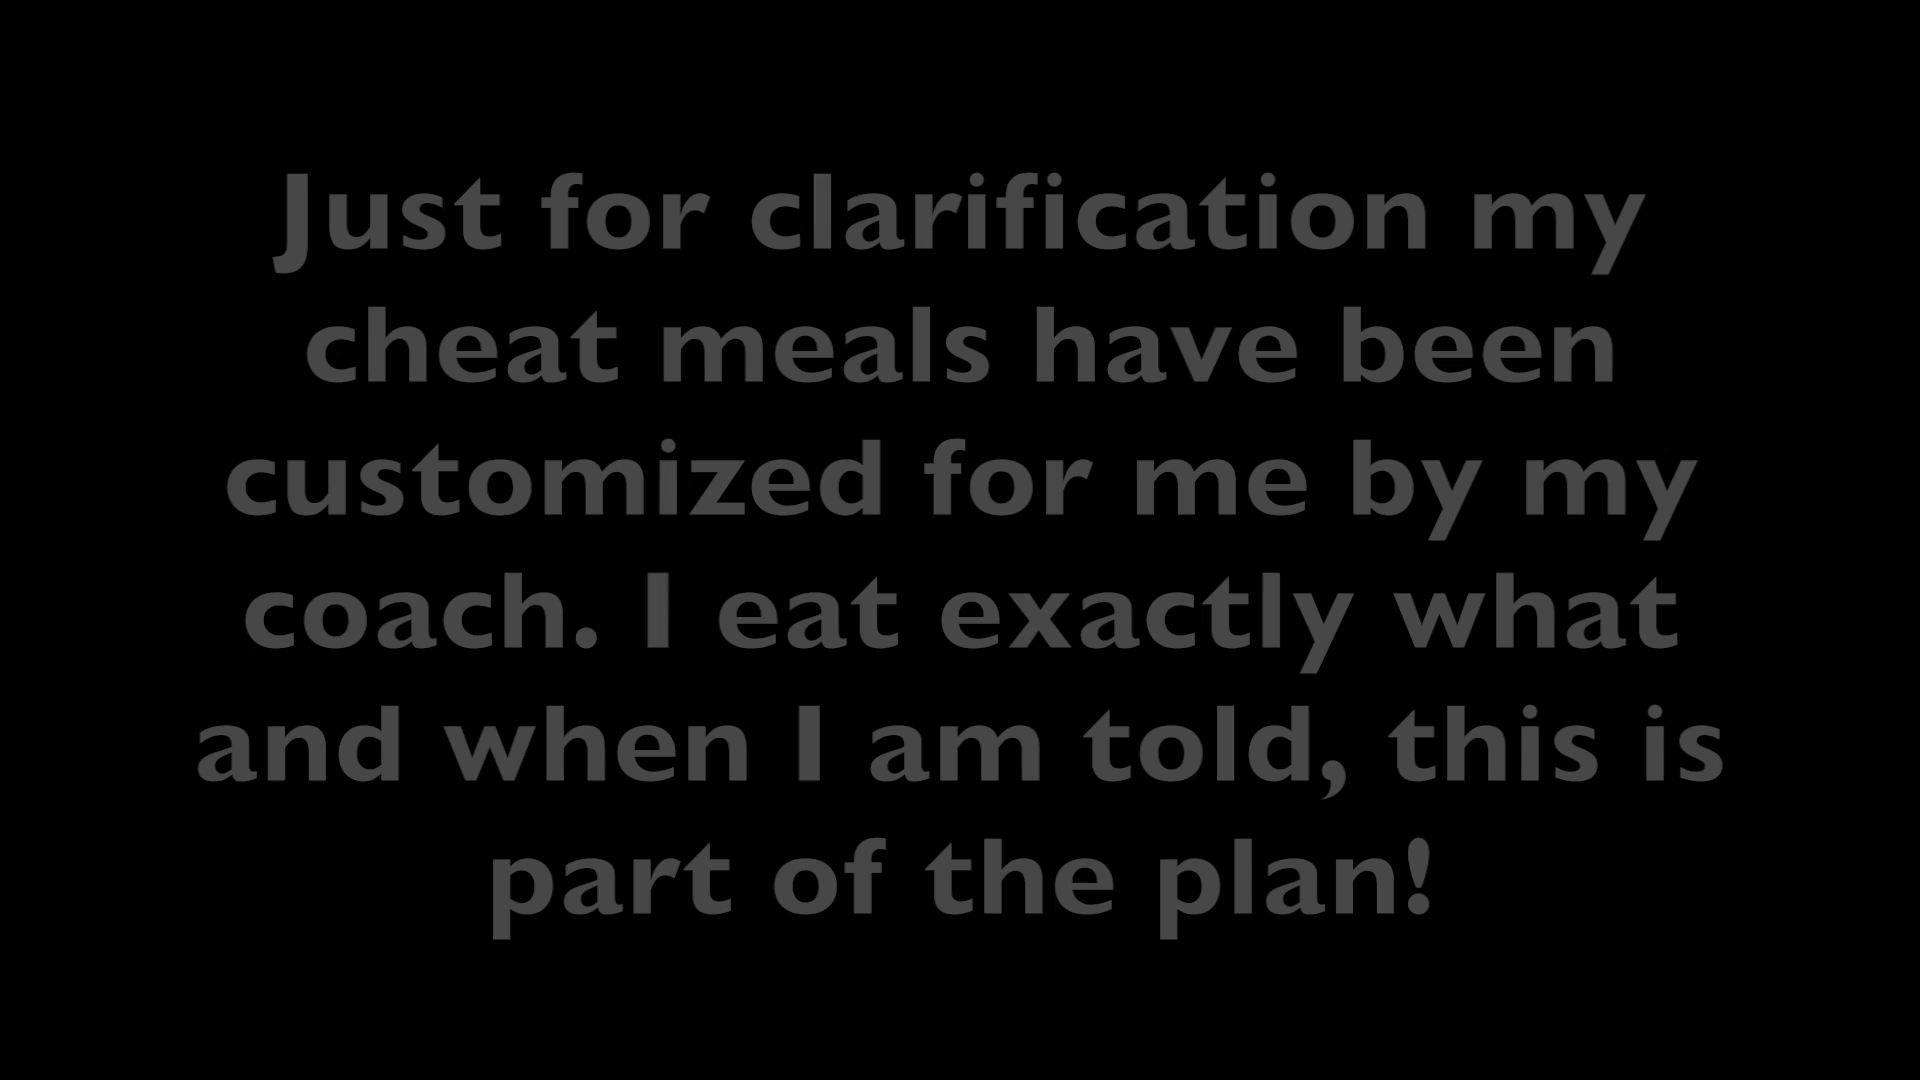 Just for clarification my
cheat meals have been
customized for me by my
coach. I eat exactly what
and when I am told, this is
part of the plan!